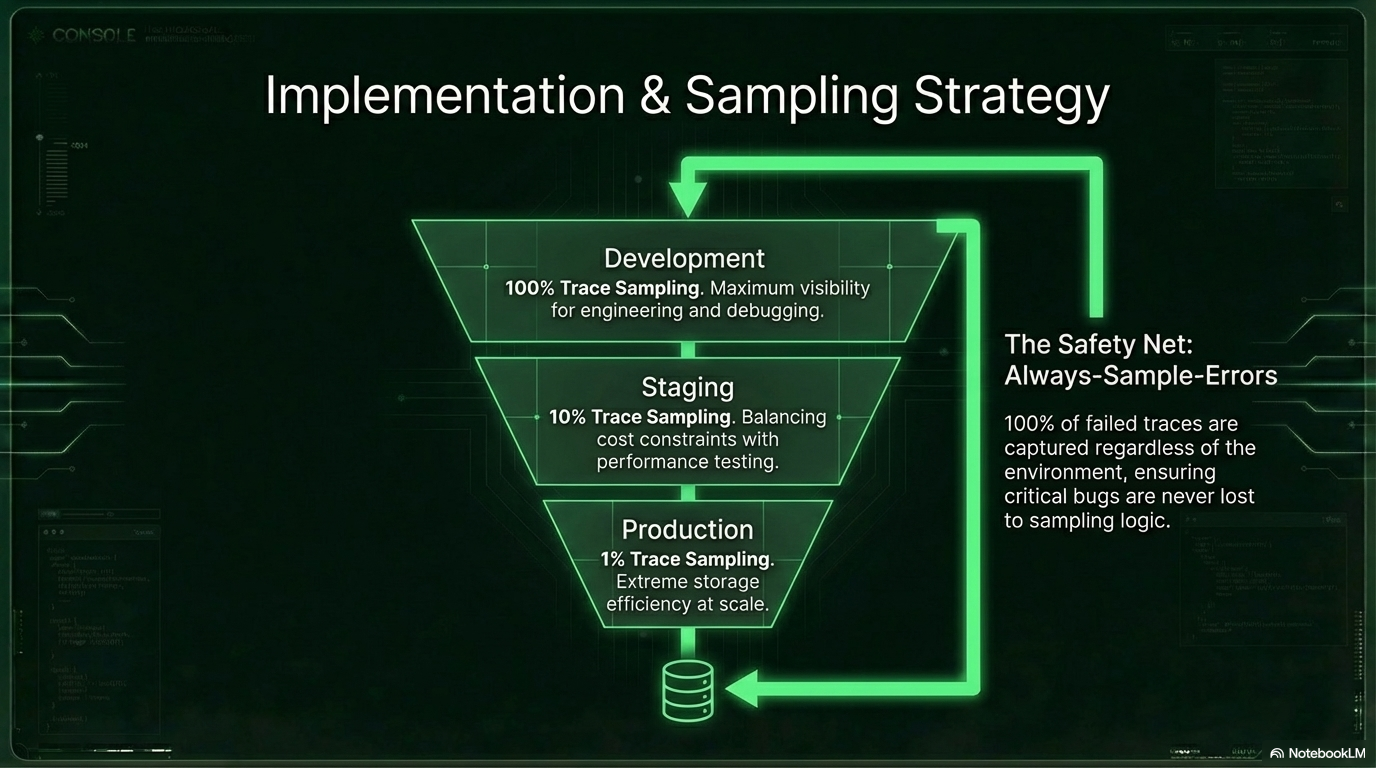 CONSOLE
Implementation & Sampling Strategy
Development
100% Trace Sampling. Maximum visibility
for engineering and debugging.
Staging
10% Trace Sampling. Balancing
cost constraints with
performance testing.
Production
1% Trace Sampling.
Extreme storage
efficiency at scale.
The Safety Net:
Always-Sample-Errors
100% of failed traces are
captured regardless of the
environment, ensuring
critical bugs are never lost
to sampling logic.
NotebookLM